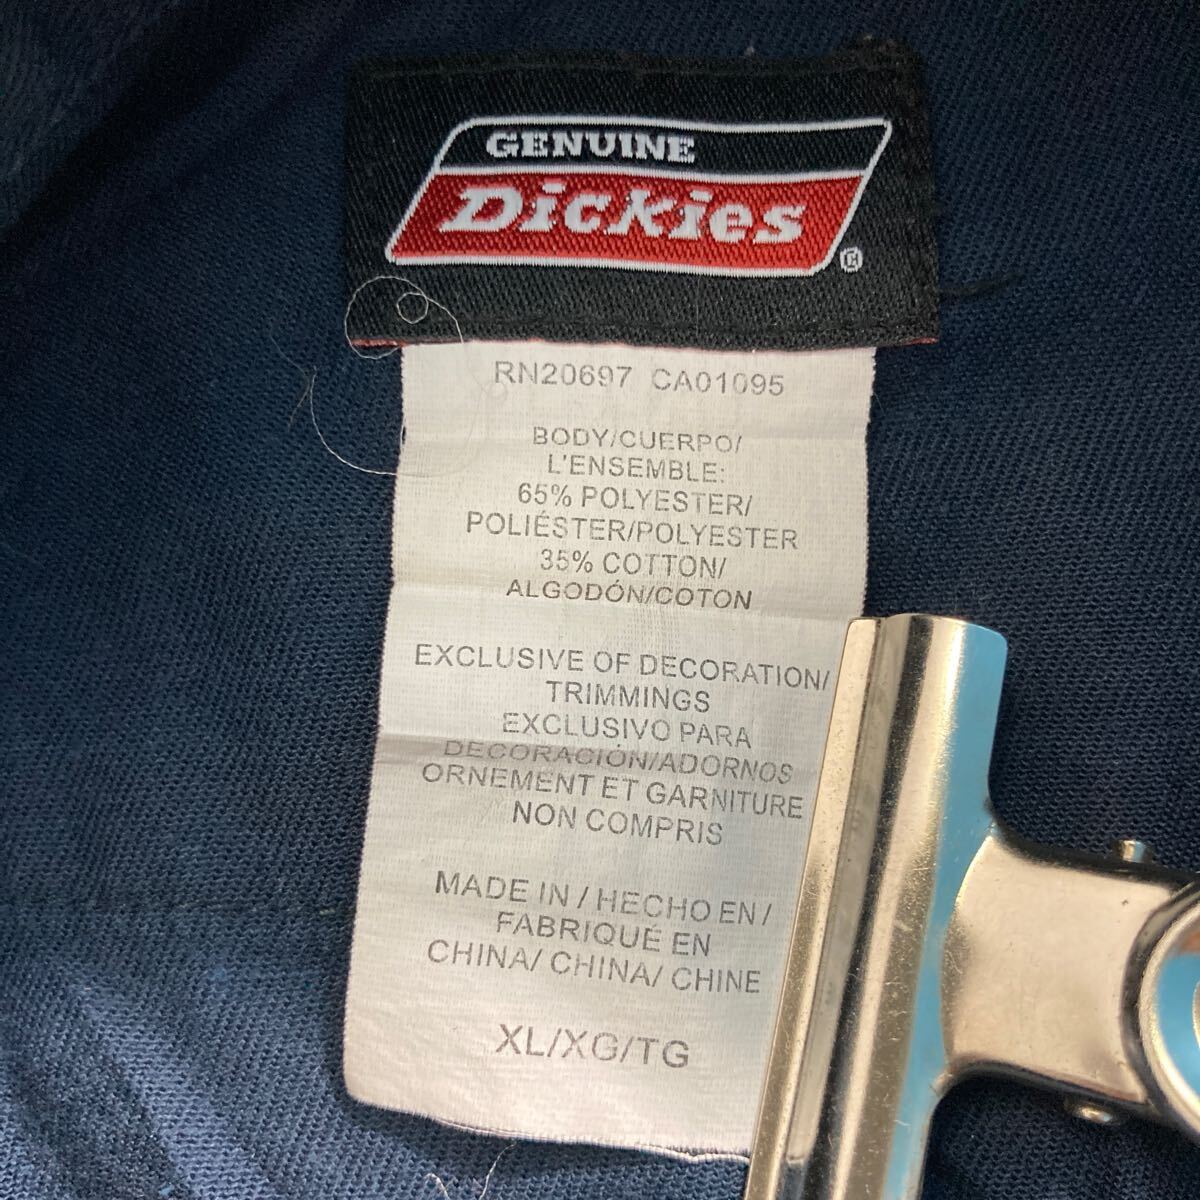 GENUINE
Dickies
®
RN20697 CA01095
BODY/CUERPO/
L'ENSEMBLE:
65% POLYESTER/
POLIÉSTER/POLYESTER
35% COTTON/
ALGODÓN/COTON
EXCLUSIVE OF DECORATION/
TRIMMINGS
EXCLUSIVO PARA
DECORACIÓN/ADORNOS
ORNEMENT ET GARNITURE
NON COMPRIS
MADE IN / HECHO EN /
FABRIQUÉ EN
CHINA/ CHINA/ CHINE
XL/XG/TG